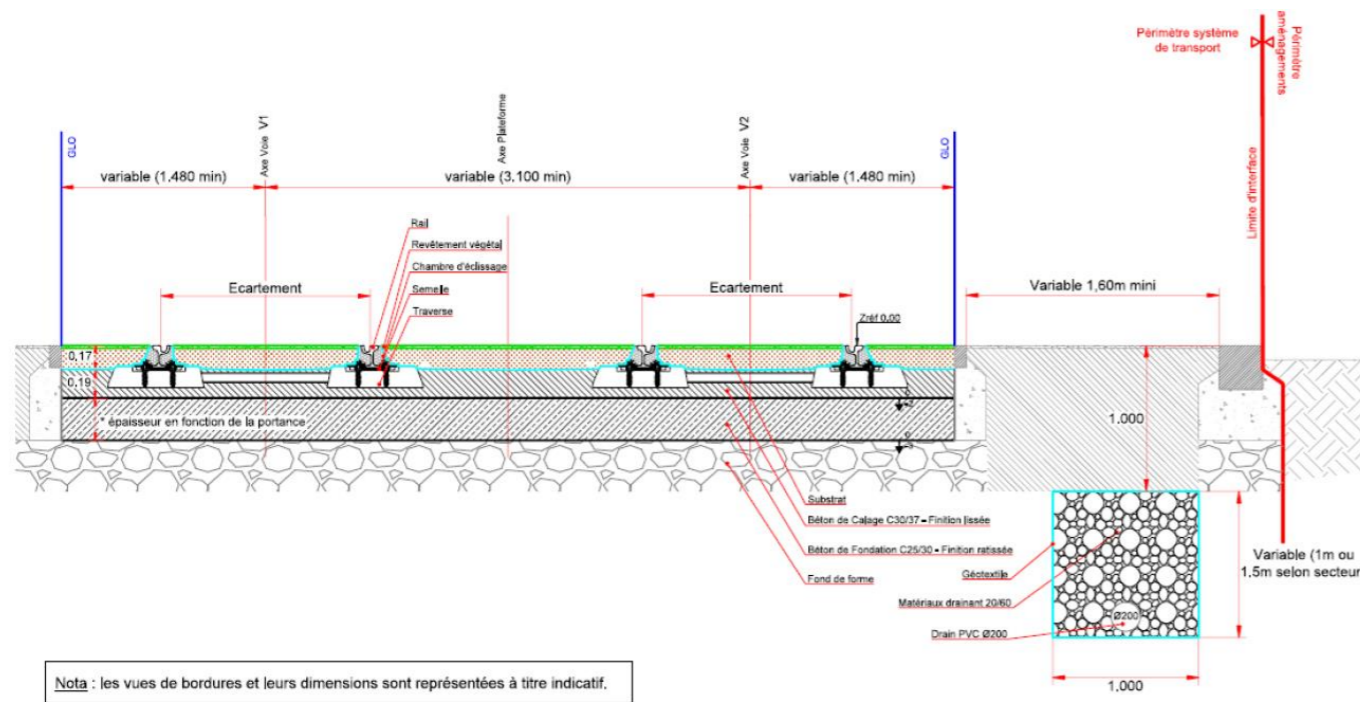 Périmètre système
de transport
Périmètre
aménagements
Limite d'interface
GLO
Axe Voie V1
Axe Plateforme
Axe Voie V2
GLO
variable (1.480 min)
variable (3.100 min)
variable (1.480 min)
Rail
Revêtement végétal
Chambre d'éclissage
Semelle
Traverse
Ecartement
Ecartement
Variable 1,60m mini
Zréf 0,00
0,17
0,19
* épaisseur en fonction de la portance
1.000
Substrat
Béton de Calage C30/37 - Finition lissée
Béton de Fondation C25/30 - Finition ratissée
Fond de forme
Géotextile
Matériaux drainant 20/60
Drain PVC Ø200
Ø200
Variable (1m ou
1.5m selon secteur
1,000
Nota : les vues de bordures et leurs dimensions sont représentées à titre indicatif.